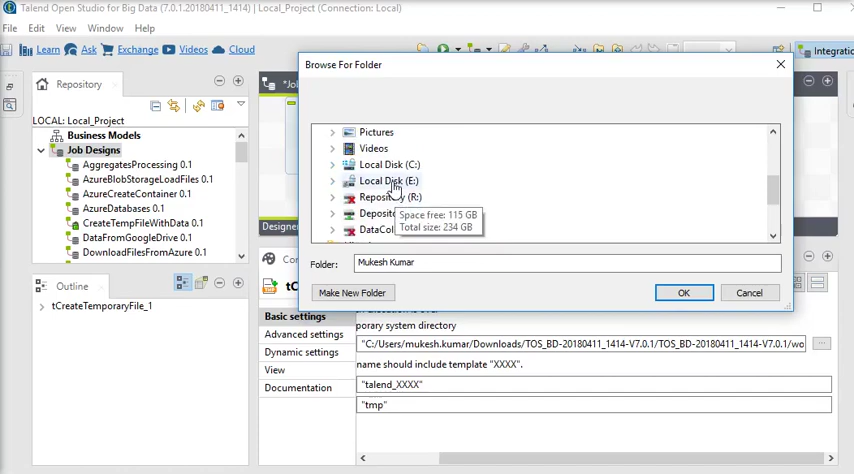 Talend Open Studio for Big Data (7.0.1.20180411_1414) | Local_Project (Connection: Local)
File Edit View Window Help
Learn Ask Exchange Videos Cloud
Integratio
Repository
LOCAL: Local_Project
Business Models
Job Designs
AggregatesProcessing 0.1
AzureBlobStorageLoadFiles 0.1
AzureCreateContainer 0.1
AzureDatabases 0.1
CreateTempFileWithData 0.1
DataFromGoogleDrive 0.1
DownloadFilesFromAzure 0.1
Outline
tCreateTemporaryFile_1
*Jo
Designer
Co
tC
Browse For Folder
Pictures
Videos
Local Disk (C:)
Local Disk (E:)
Repository (R:)
Space free: 115 GB
Total size: 234 GB
Folder: Mukesh Kumar
Make New Folder OK Cancel
Basic settings
Advanced settings
Dynamic settings
View
Documentation
porary system directory
"C:/Users/mukesh.kumar/Downloads/TOS_BD-20180411_1414-V7.0.1/TOS_BD-20180411_1414-V7.0.1/wo
...
name should include template "XXXX".
"talend_XXXX"
"tmp"